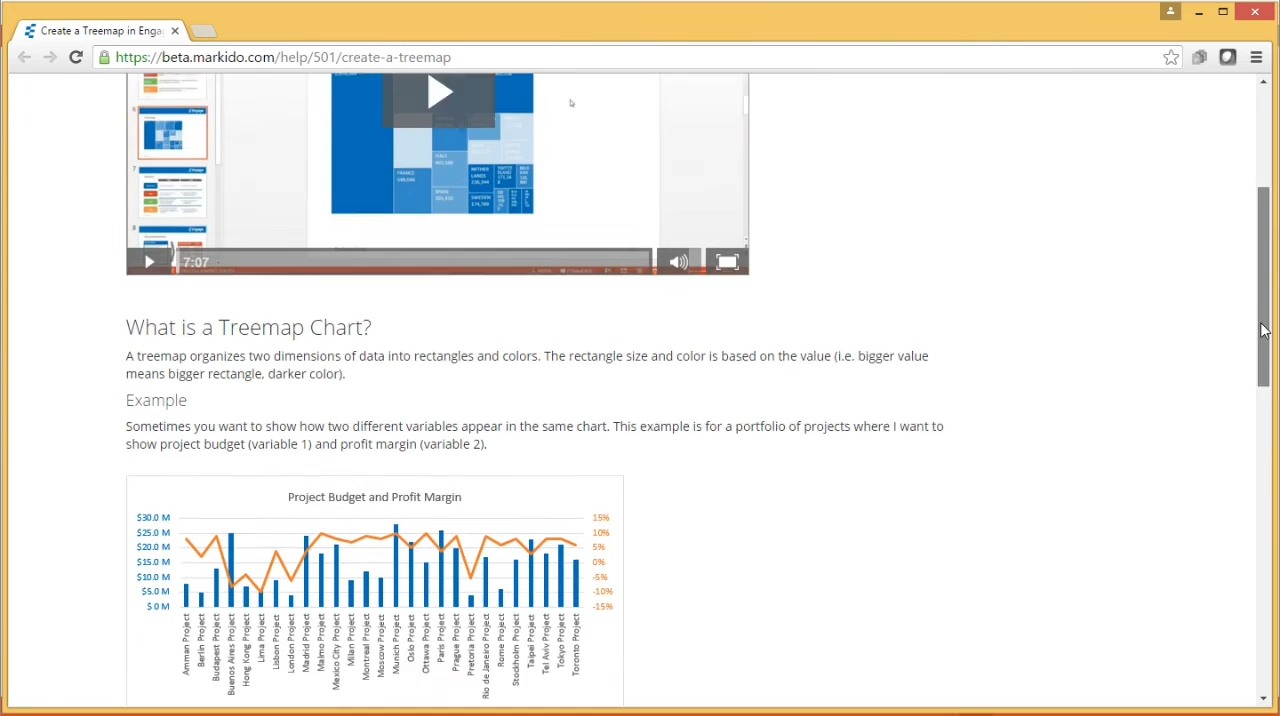 Create a Treemap in Enga
https://beta.markido.com/help/501/create-a-treemap
6
FRANCE
ITALY
SPAIN
NETHER
LANDS
SWEDEN
7
8
7:07
What is a Treemap Chart?
A treemap organizes two dimensions of data into rectangles and colors. The rectangle size and color is based on the value (i.e. bigger value
means bigger rectangle, darker color).
Example
Sometimes you want to show how two different variables appear in the same chart. This example is for a portfolio of projects where I want to
show project budget (variable 1) and profit margin (variable 2).
Project Budget and Profit Margin
$30.0 M 15%
$25.0 M 10%
$20.0 M 5%
$15.0 M 0%
$10.0 M -5%
$5.0 M -10%
$0 M -15%
Amman Project
Berlin Project
Budapest Project
Buenos Aires Project
Hong Kong Project
Lima Project
Lisbon Project
London Project
Madrid Project
Malmo Project
Mexico City Project
Milan Project
Montreal Project
Moscow Project
Munich Project
Oslo Project
Ottawa Project
Paris Project
Prague Project
Pretoria Project
Rio de Janeiro Project
Rome Project
Stockholm Project
Taipei Project
Tel Aviv Project
Tokyo Project
Toronto Project